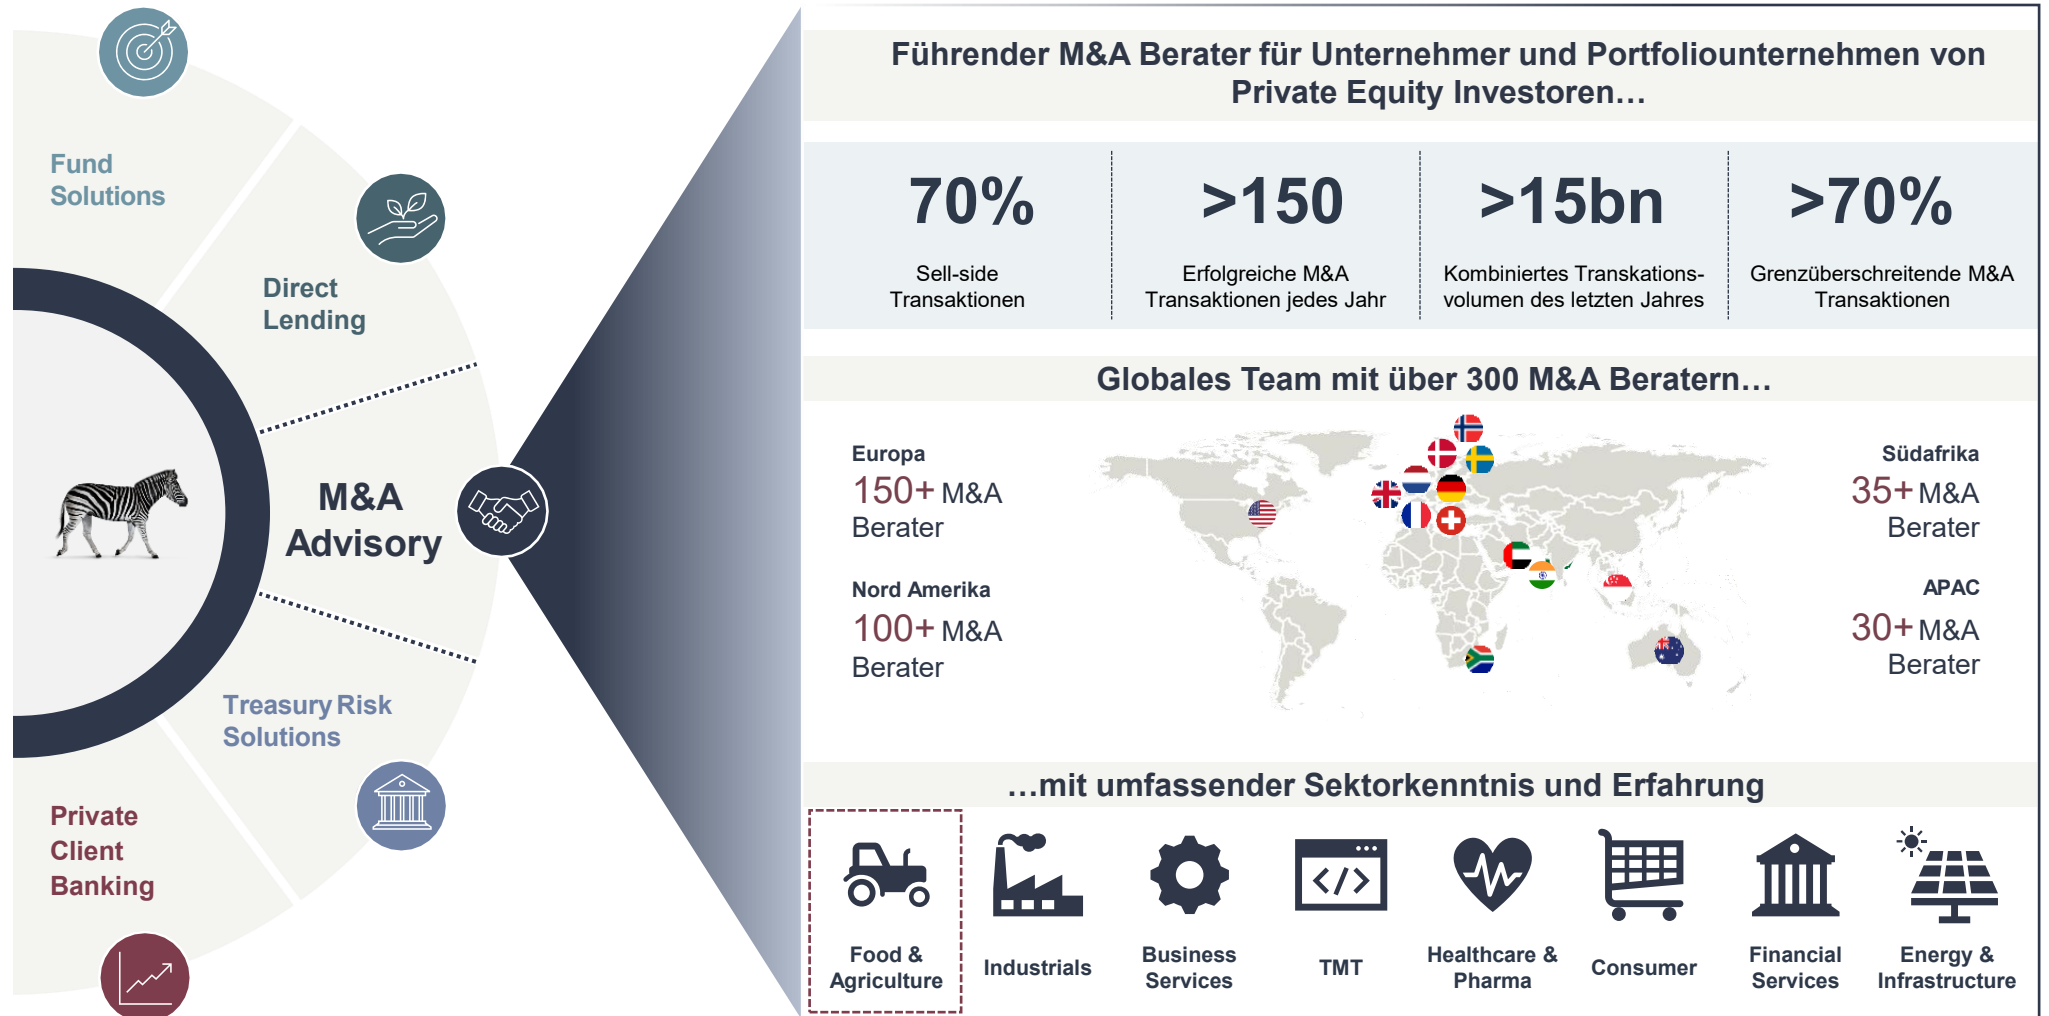 Fund
Solutions
Direct
Lending
M&A
Advisory
Treasury Risk
Solutions
Private
Client
Banking
Führender M&A Berater für Unternehmer und Portfoliounternehmen von
Private Equity Investoren…
70%
Sell-side
Transaktionen
>150
Erfolgreiche M&A
Transaktionen jedes Jahr
>15bn
Kombiniertes Transkations-
volumen des letzten Jahres
>70%
Grenzüberschreitende M&A
Transaktionen
Globales Team mit über 300 M&A Beratern…
Europa
150+ M&A
Berater
Nord Amerika
100+ M&A
Berater
Südafrika
35+ M&A
Berater
APAC
30+ M&A
Berater
…mit umfassender Sektorkenntnis und Erfahrung
</>
Food &
Agriculture
Industrials
Business
Services
TMT
Healthcare &
Pharma
Consumer
Financial
Services
Energy &
Infrastructure